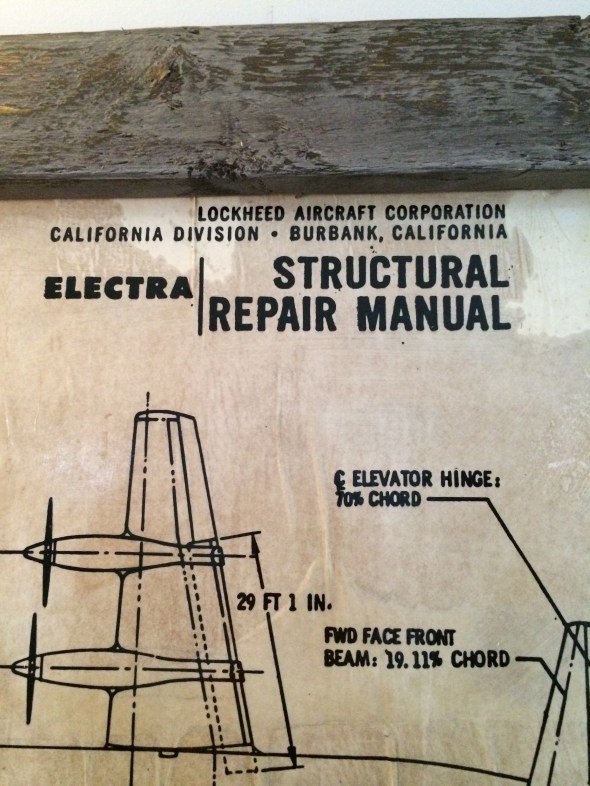 LOCKHEED AIRCRAFT CORPORATION
CALIFORNIA DIVISION • BURBANK, CALIFORNIA
ELECTRA
STRUCTURAL
REPAIR MANUAL
℄ ELEVATOR HINGE:
70% CHORD
29 FT 1 IN.
FWD FACE FRONT
BEAM: 19.11% CHORD